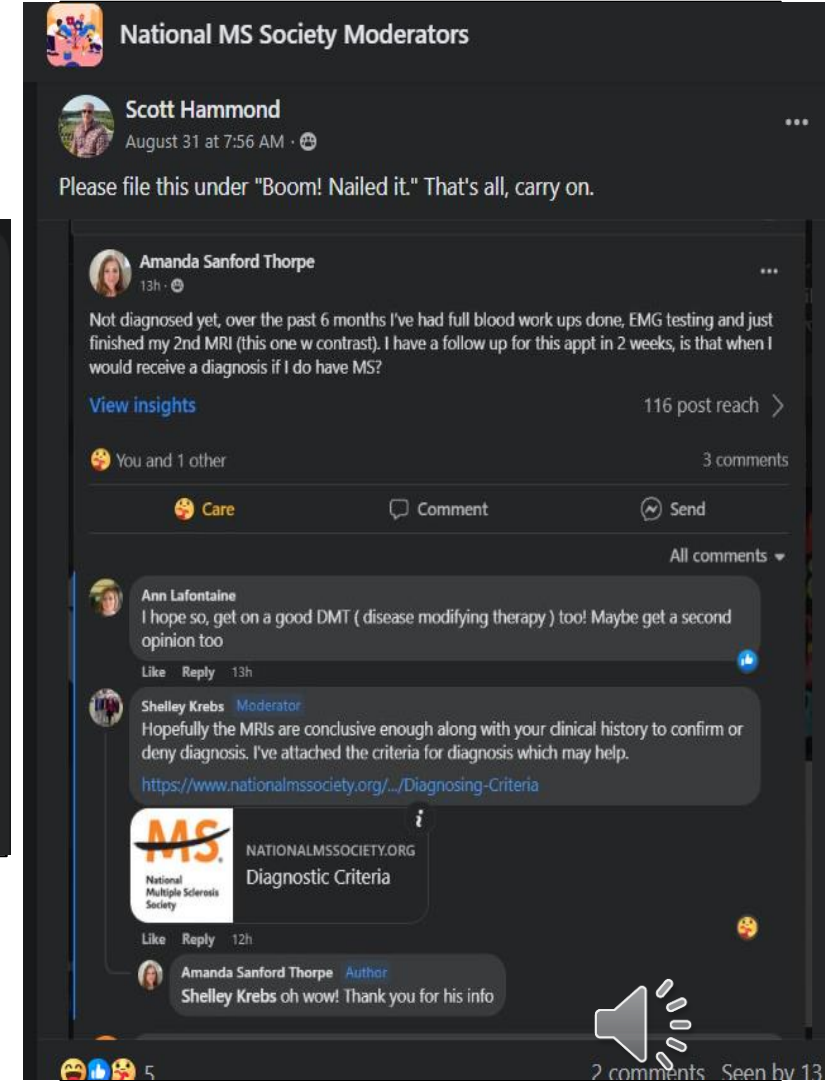 National MS Society Moderators
Scott Hammond
August 31 at 7:56 AM ·
Please file this under "Boom! Nailed it." That's all, carry on.
Amanda Sanford Thorpe
13h ·
Not diagnosed yet, over the past 6 months I've had full blood work ups done, EMG testing and just
finished my 2nd MRI (this one w contrast). I have a follow up for this appt in 2 weeks, is that when I
would receive a diagnosis if I do have MS?
View insights
116 post reach
You and 1 other
3 comments
Care
Comment
Send
All comments
Ann Lafontaine
I hope so, get on a good DMT ( disease modifying therapy ) too! Maybe get a second
opinion too
Like Reply 13h
Shelley Krebs Moderator
Hopefully the MRIs are conclusive enough along with your clinical history to confirm or
deny diagnosis. I've attached the criteria for diagnosis which may help.
https://www.nationalmssociety.org/.../Diagnosing-Criteria
MS
National
Multiple Sclerosis
Society
NATIONALMSSOCIETY.ORG
Diagnostic Criteria
Like Reply 12h
Amanda Sanford Thorpe Author
Shelley Krebs oh wow! Thank you for his info
5
2 comments Seen by 13